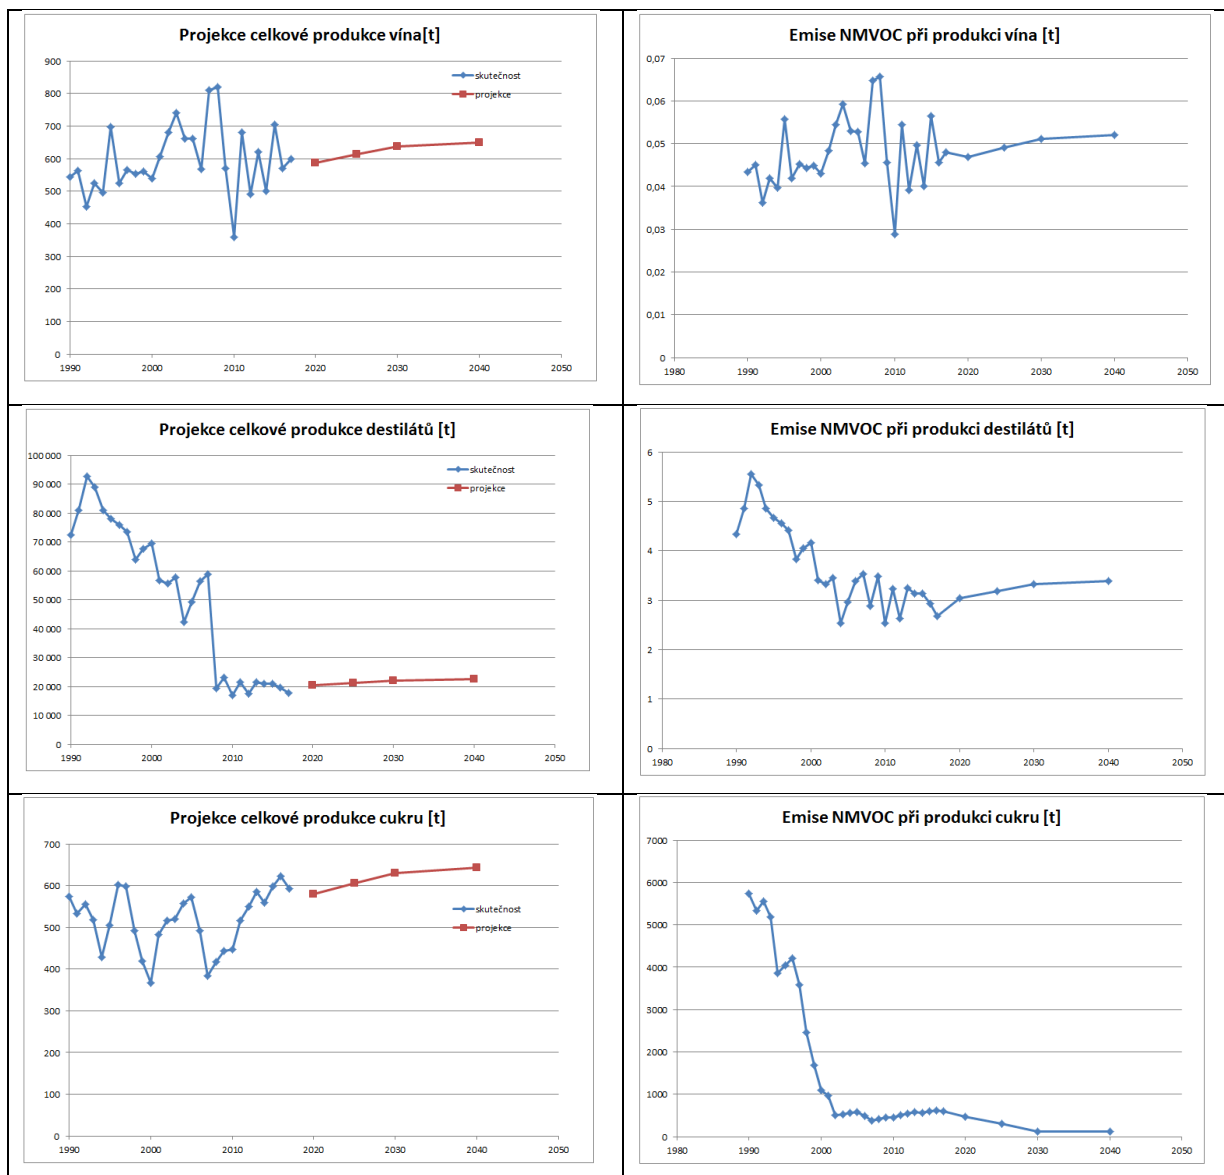 Projekce celkové produkce vína[t]
900
800
700
600
500
400
300
200
100
0
1990 2000 2010 2020 2030 2040 2050
skutečnost
projekce
Emise NMVOC při produkci vína [t]
0,07
0,06
0,05
0,04
0,03
0,02
0,01
0
1980 1990 2000 2010 2020 2030 2040 2050
Projekce celkové produkce destilátů [t]
100 000
90 000
80 000
70 000
60 000
50 000
40 000
30 000
20 000
10 000
0
1990 2000 2010 2020 2030 2040 2050
skutečnost
projekce
Emise NMVOC při produkci destilátů [t]
6
5
4
3
2
1
0
1980 1990 2000 2010 2020 2030 2040 2050
Projekce celkové produkce cukru [t]
700
600
500
400
300
200
100
0
1990 2000 2010 2020 2030 2040 2050
skutečnost
projekce
Emise NMVOC při produkci cukru [t]
7000
6000
5000
4000
3000
2000
1000
0
1980 1990 2000 2010 2020 2030 2040 2050